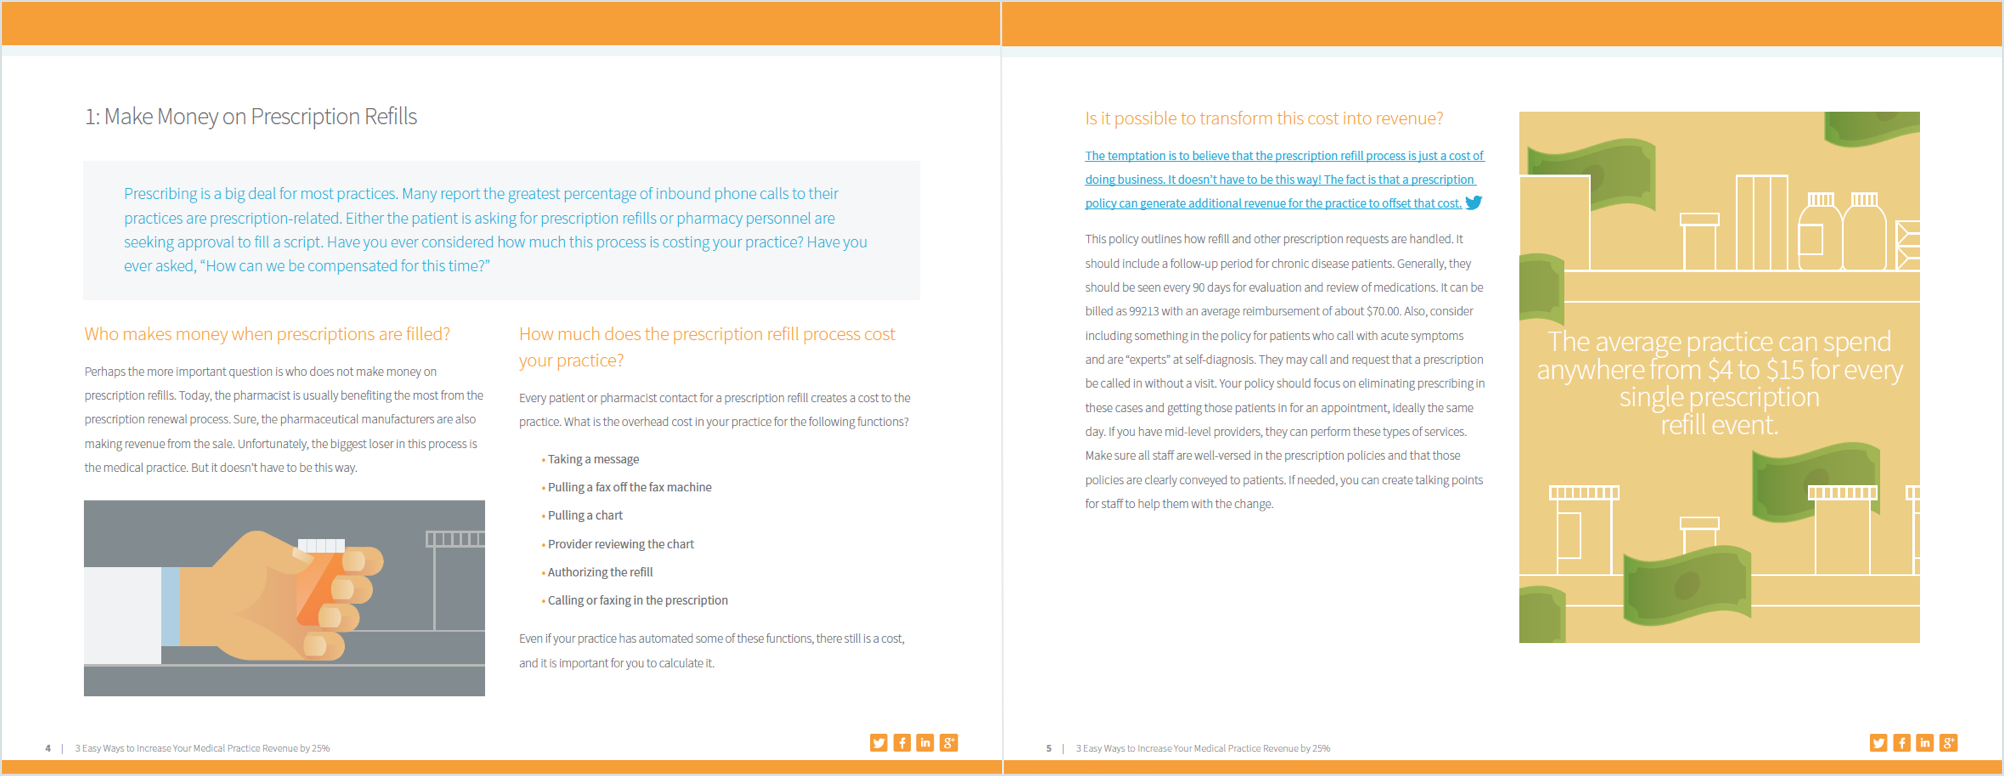 1: Make Money on Prescription Refills
Prescribing is a big deal for most practices. Many report the greatest percentage of inbound phone calls to their
practices are prescription-related. Either the patient is asking for prescription refills or pharmacy personnel are
seeking approval to fill a script. Have you ever considered how much this process is costing your practice? Have you
ever asked, “How can we be compensated for this time?”
Who makes money when prescriptions are filled?
Perhaps the more important question is who does not make money on
prescription refills. Today, the pharmacist is usually benefiting the most from the
prescription renewal process. Sure, the pharmaceutical manufacturers are also
making revenue from the sale. Unfortunately, the biggest loser in this process is
the medical practice. But it doesn’t have to be this way.
How much does the prescription refill process cost
your practice?
Every patient or pharmacist contact for a prescription refill creates a cost to the
practice. What is the overhead cost in your practice for the following functions?
• Taking a message
• Pulling a fax off the fax machine
• Pulling a chart
• Provider reviewing the chart
• Authorizing the refill
• Calling or faxing in the prescription
Even if your practice has automated some of these functions, there still is a cost,
and it is important for you to calculate it.
4 | 3 Easy Ways to Increase Your Medical Practice Revenue by 25%
Is it possible to transform this cost into revenue?
The temptation is to believe that the prescription refill process is just a cost of
doing business. It doesn’t have to be this way! The fact is that a prescription
policy can generate additional revenue for the practice to offset that cost.
This policy outlines how refill and other prescription requests are handled. It
should include a follow-up period for chronic disease patients. Generally, they
should be seen every 90 days for evaluation and review of medications. It can be
billed as 99213 with an average reimbursement of about $70.00. Also, consider
including something in the policy for patients who call with acute symptoms
and are “experts” at self-diagnosis. They may call and request that a prescription
be called in without a visit. Your policy should focus on eliminating prescribing in
these cases and getting those patients in for an appointment, ideally the same
day. If you have mid-level providers, they can perform these types of services.
Make sure all staff are well-versed in the prescription policies and that those
policies are clearly conveyed to patients. If needed, you can create talking points
for staff to help them with the change.
The average practice can spend
anywhere from $4 to $15 for every
single prescription
refill event.
5 | 3 Easy Ways to Increase Your Medical Practice Revenue by 25%